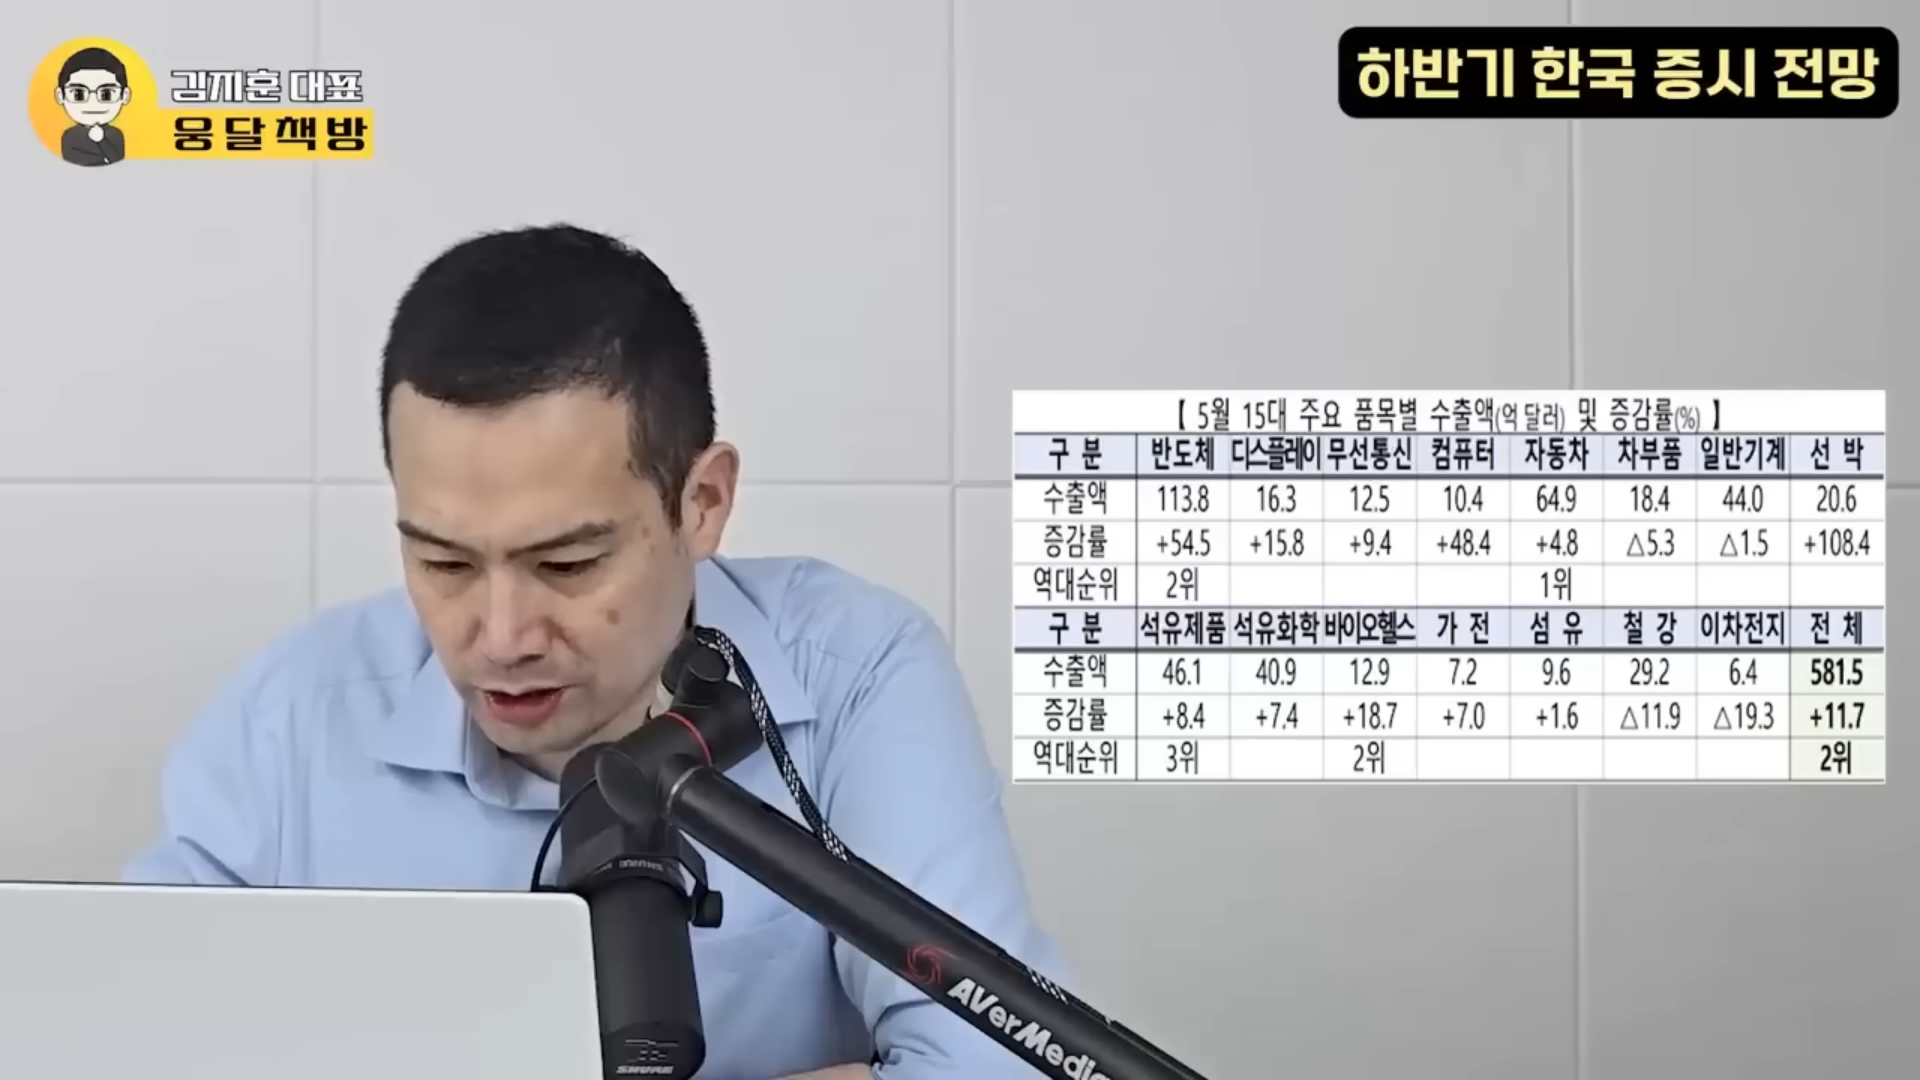 김지훈 대표
웅달책방
하반기 한국 증시 전망
【 5월 15대 주요 품목별 수출액(억 달러) 및 증감률(%) 】
구 분 반도체 디스플레이 무선통신 컴퓨터 자동차 차부품 일반기계 선 박
수출액 113.8 16.3 12.5 10.4 64.9 18.4 44.0 20.6
증감률 +54.5 +15.8 +9.4 +48.4 +4.8 △5.3 △1.5 +108.4
역대순위 2위 1위
구 분 석유제품 석유화학 바이오헬스 가 전 섬 유 철 강 이차전지 전 체
수출액 46.1 40.9 12.9 7.2 9.6 29.2 6.4 581.5
증감률 +8.4 +7.4 +18.7 +7.0 +1.6 △11.9 △19.3 +11.7
역대순위 3위 2위 2위
SHURE
AVerMedia
SHURE